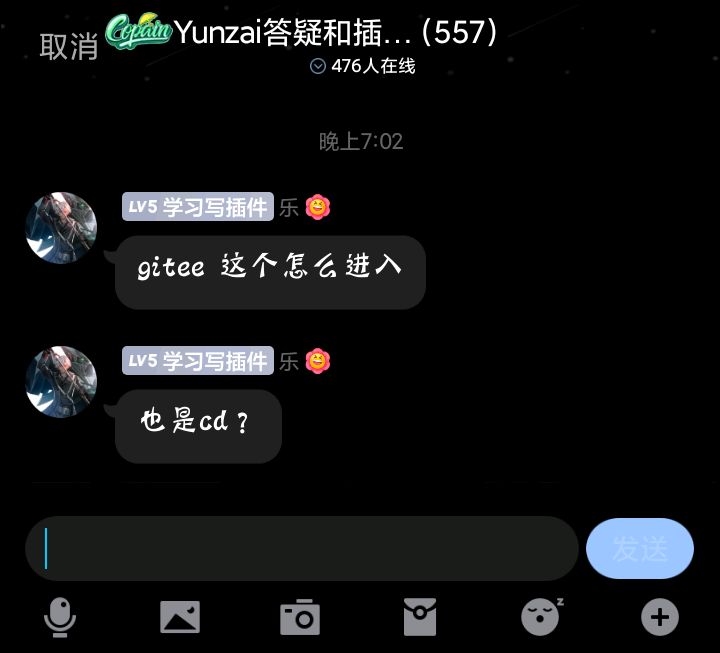 取消
Copain
Yunzai答疑和插... (557)
476人在线
晚上7:02
LV5 学习写插件 乐
gitee 这个怎么进入
LV5 学习写插件 乐
也是cd？
发送
z